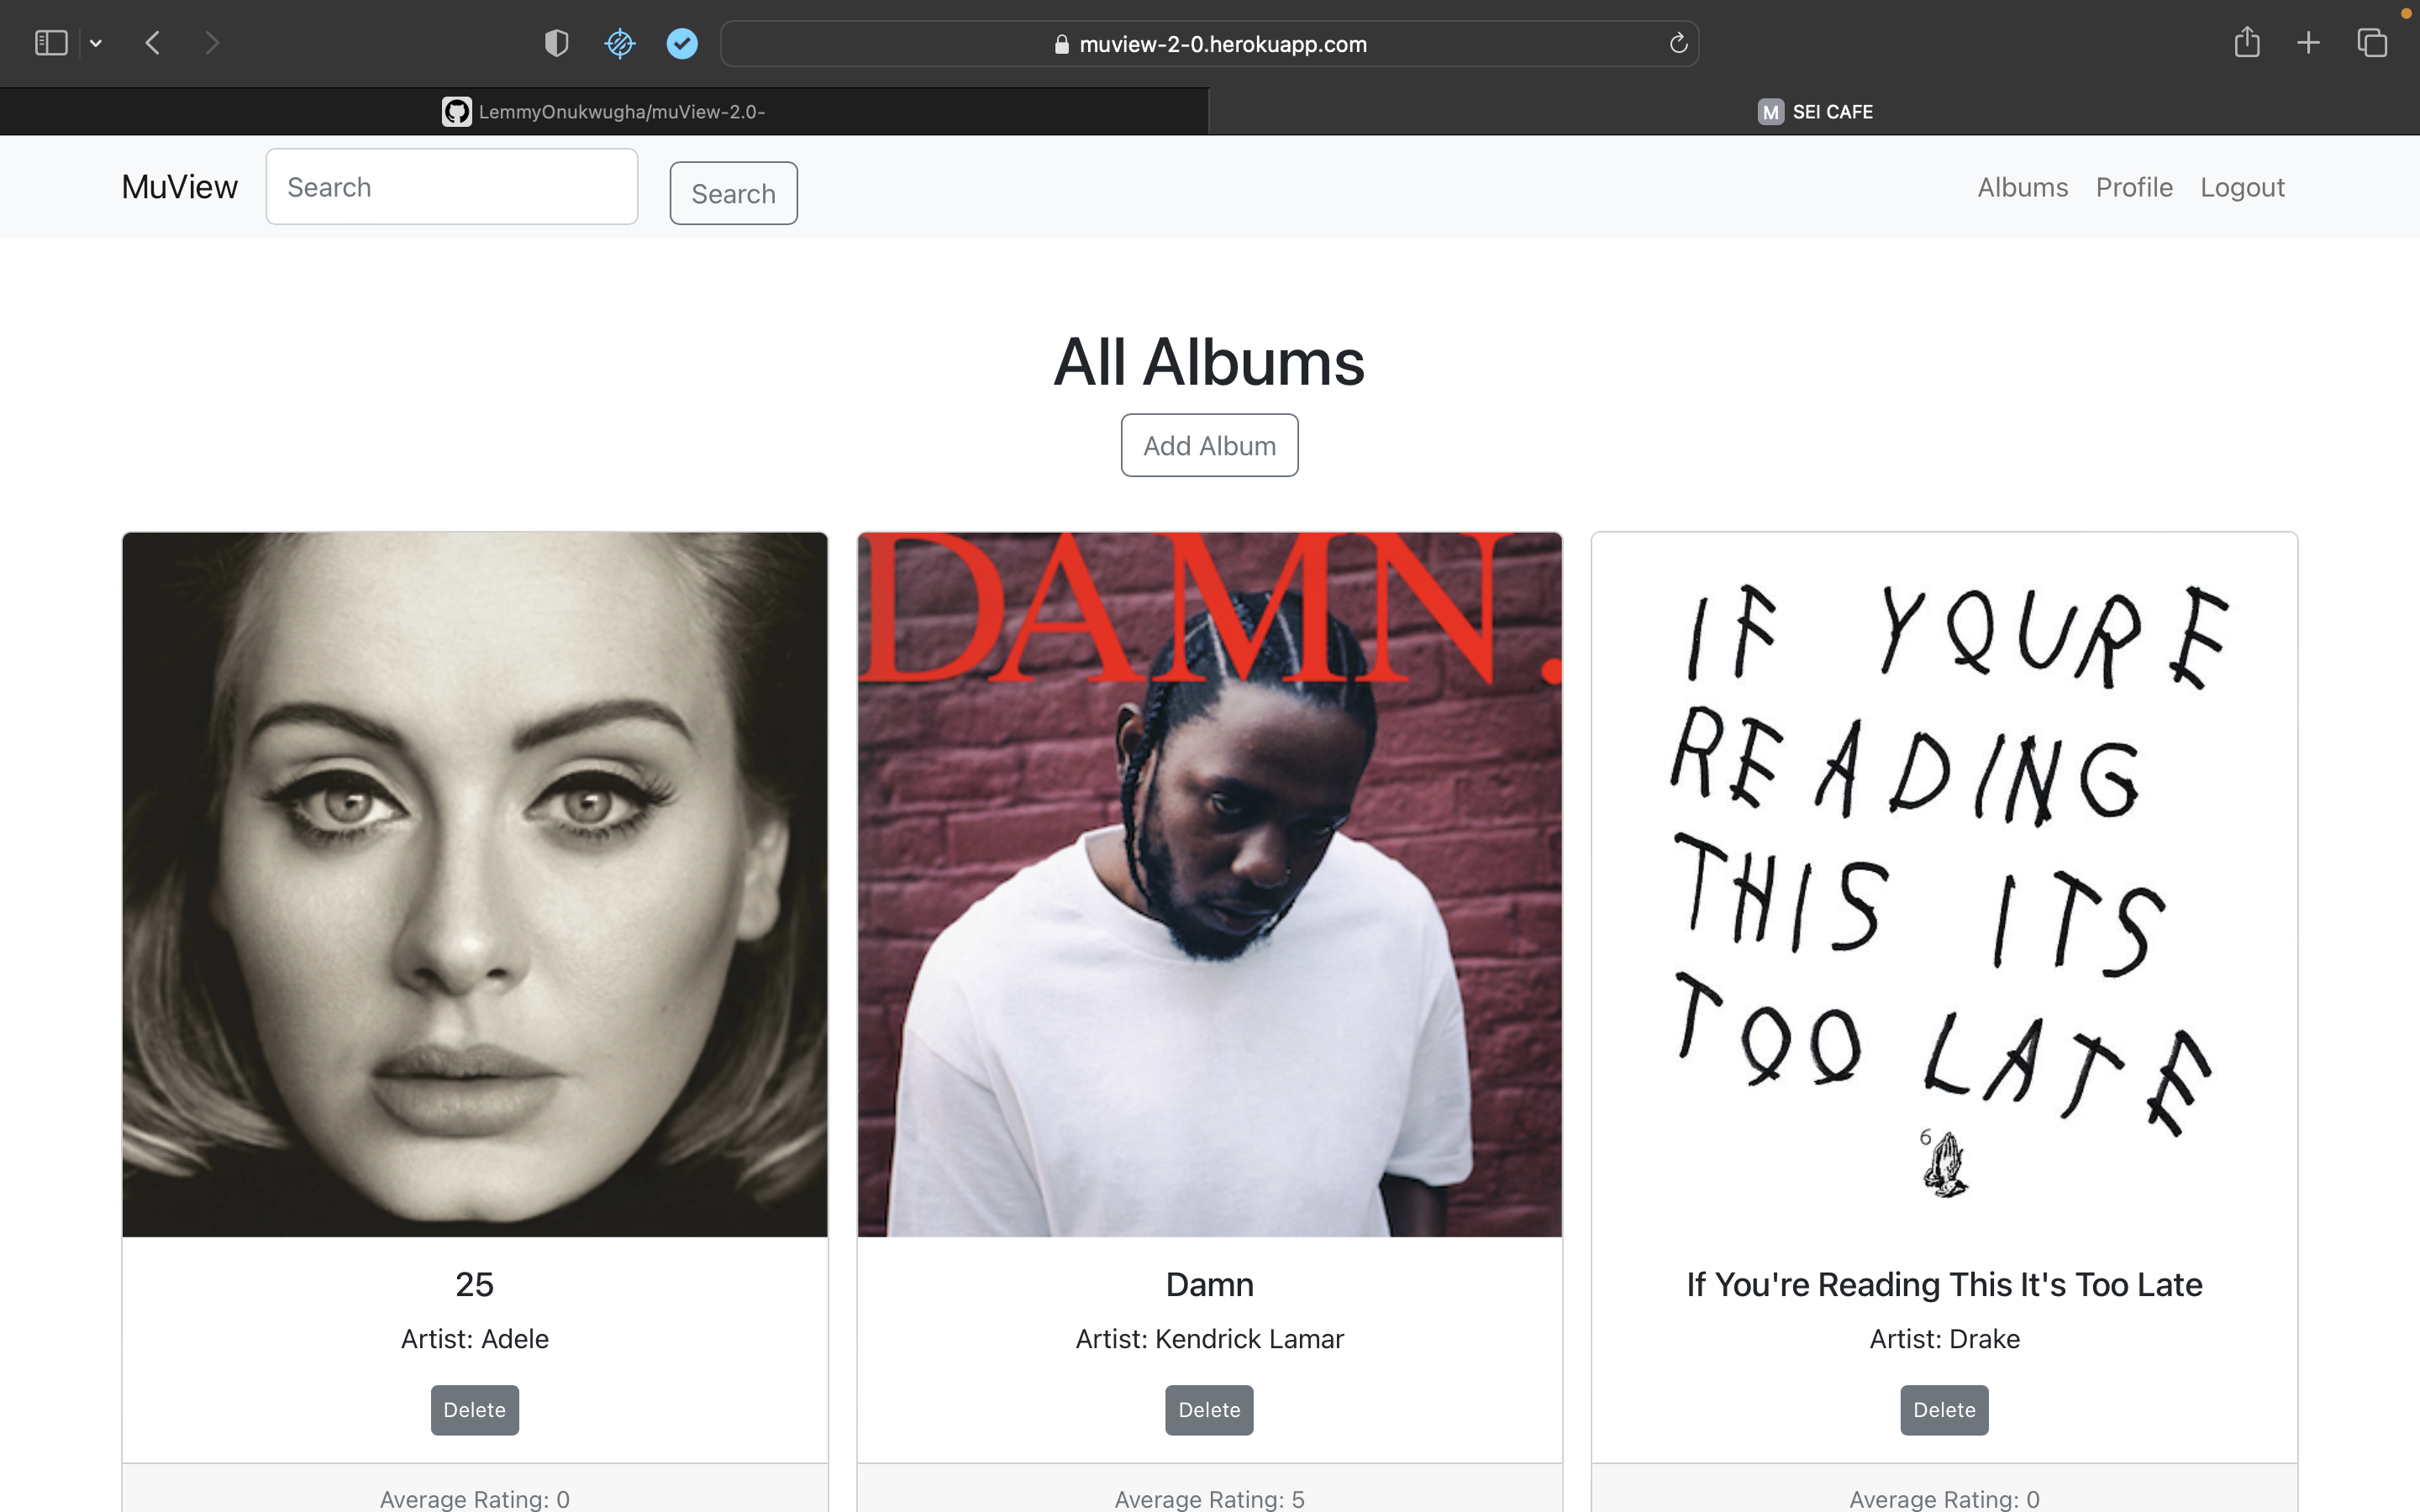 muview-2-0.herokuapp.com
LemmyOnukwugha/muView-2.0-
M SEI CAFE
MuView Search Search Albums Profile Logout
All Albums
Add Album
DAMN.
IF YOURE
READING
THIS ITS
TOO LATE
6
25
Damn
If You're Reading This It's Too Late
Artist: Adele
Artist: Kendrick Lamar
Artist: Drake
Delete
Delete
Delete
Average Rating: 0
Average Rating: 5
Average Rating: 0